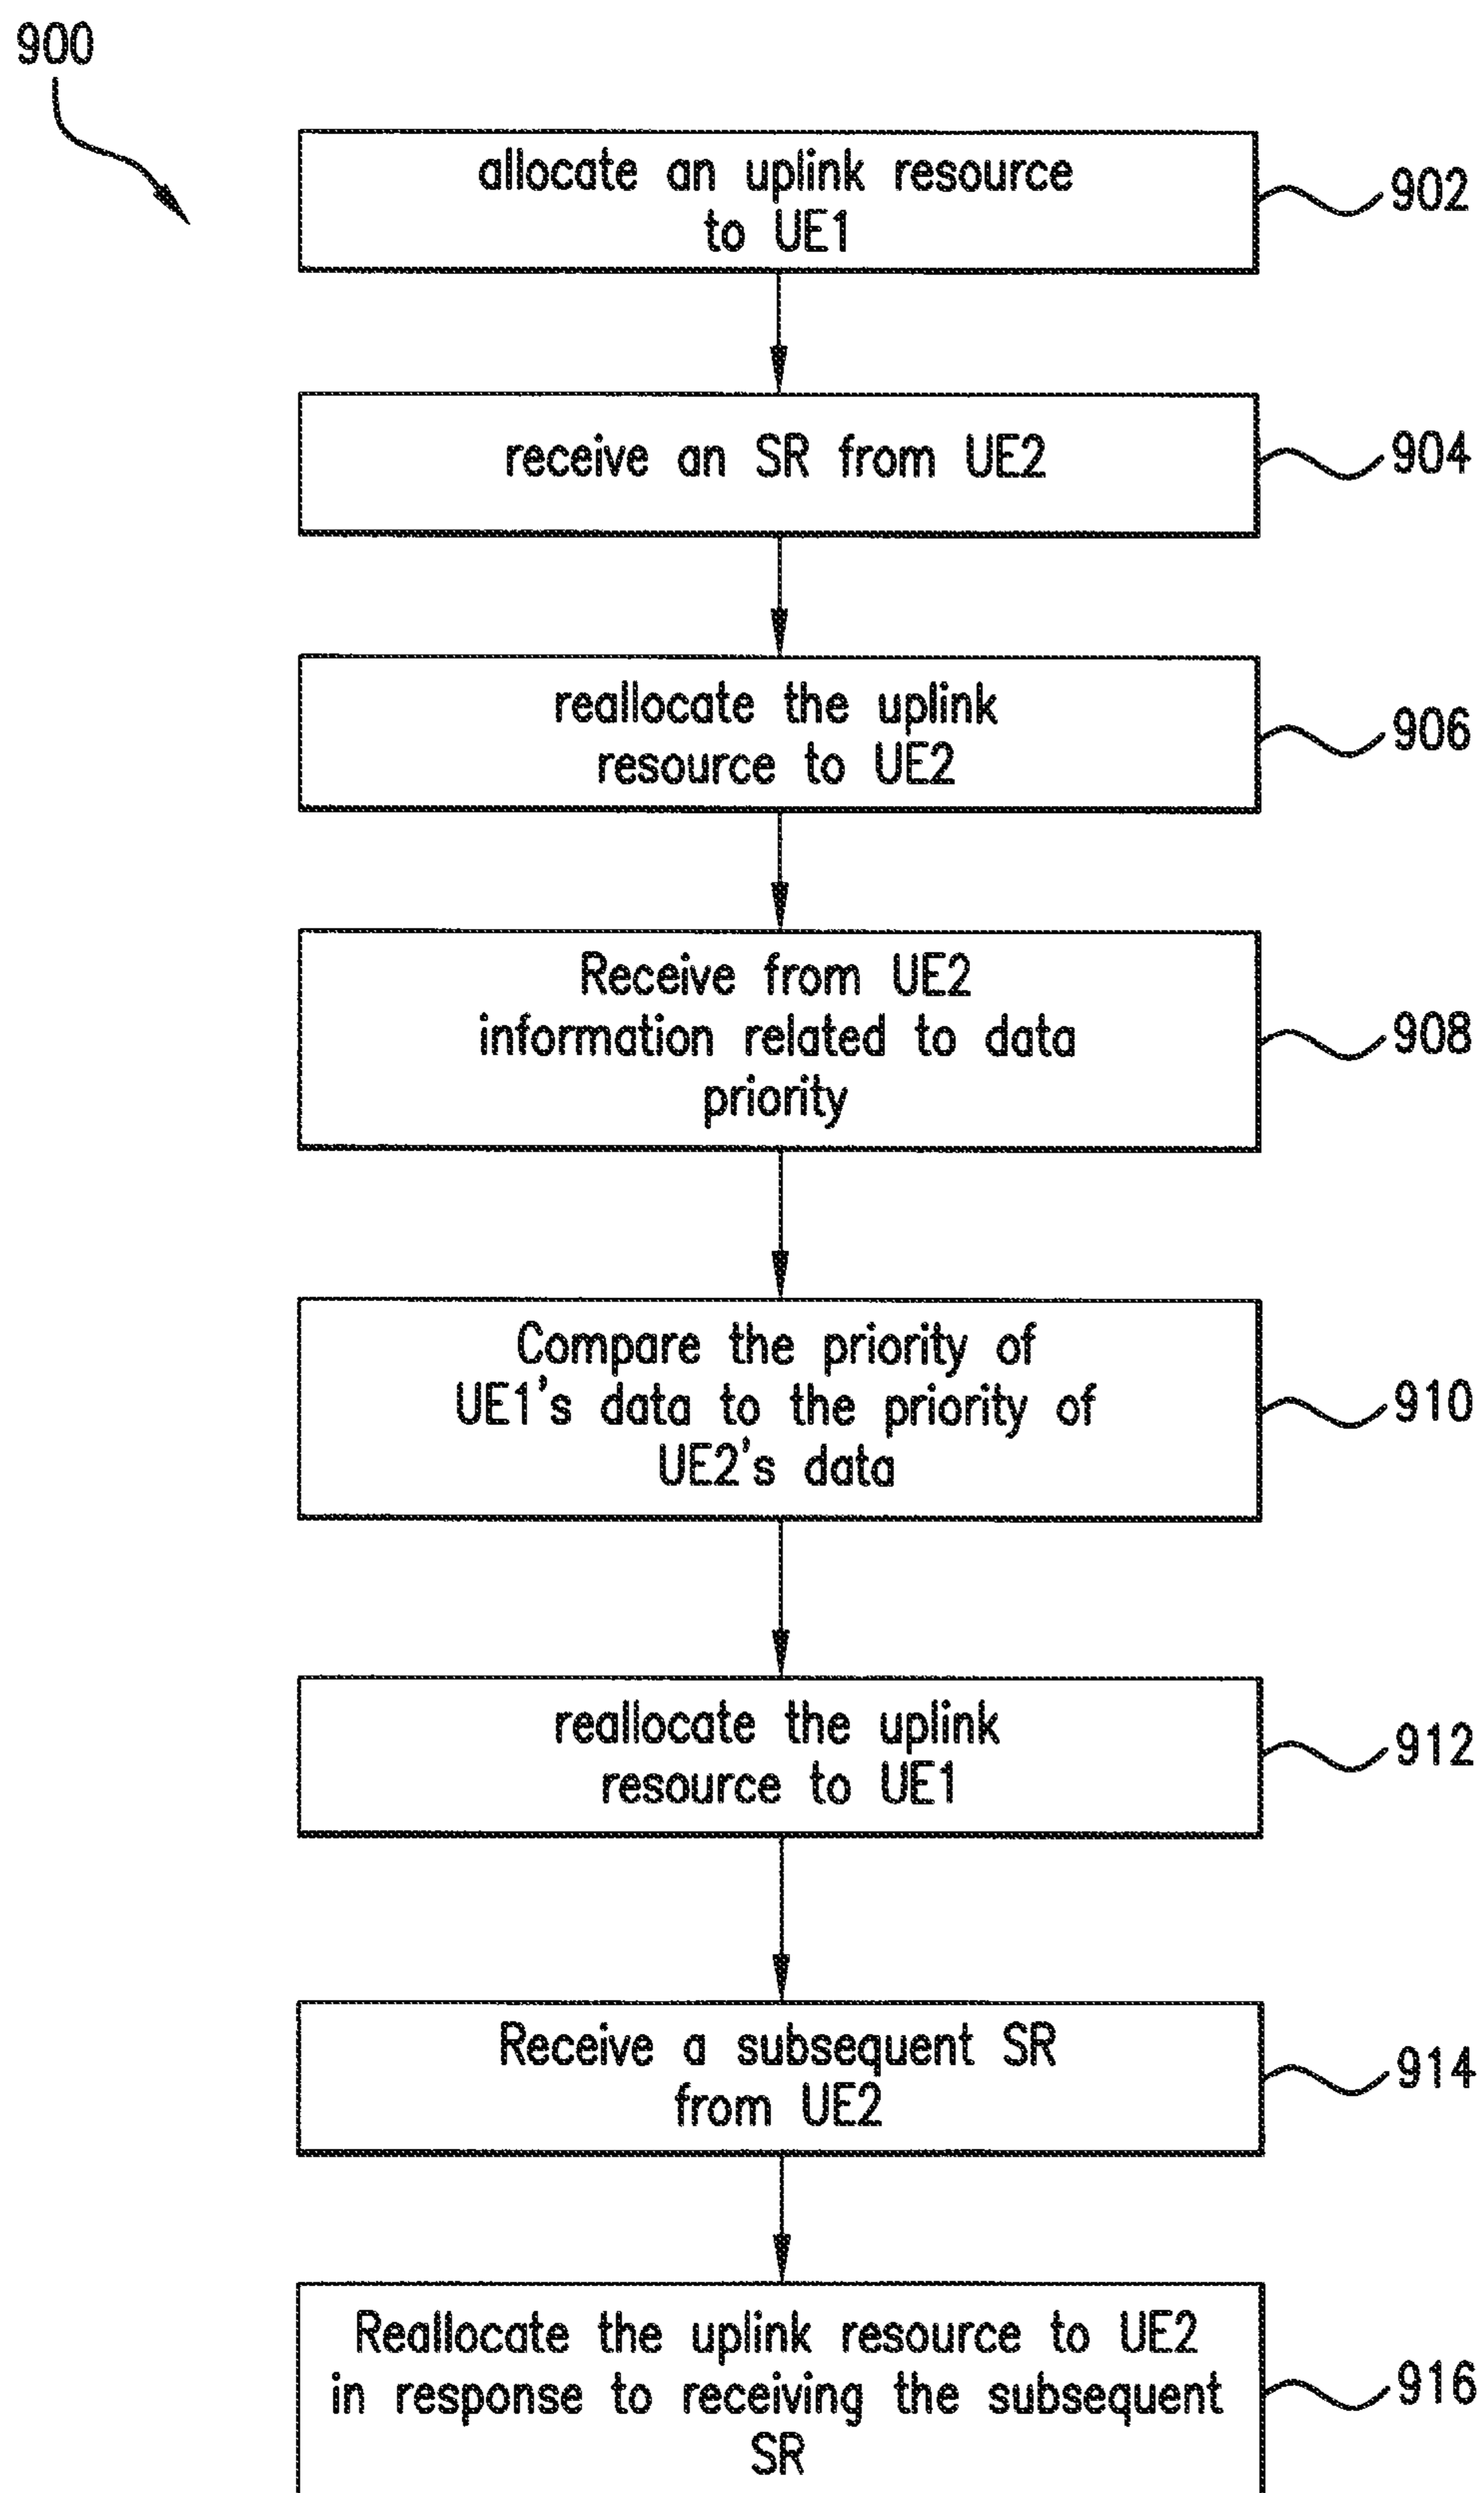 900
allocate an uplink resource
to UE1
902
receive an SR from UE2
904
reallocate the uplink
resource to UE2
906
Receive from UE2
information related to data
priority
908
Compare the priority of
UE1's data to the priority of
UE2's data
910
reallocate the uplink
resource to UE1
912
Receive a subsequent SR
from UE2
914
Reallocate the uplink resource to UE2
in response to receiving the subsequent
SR
916